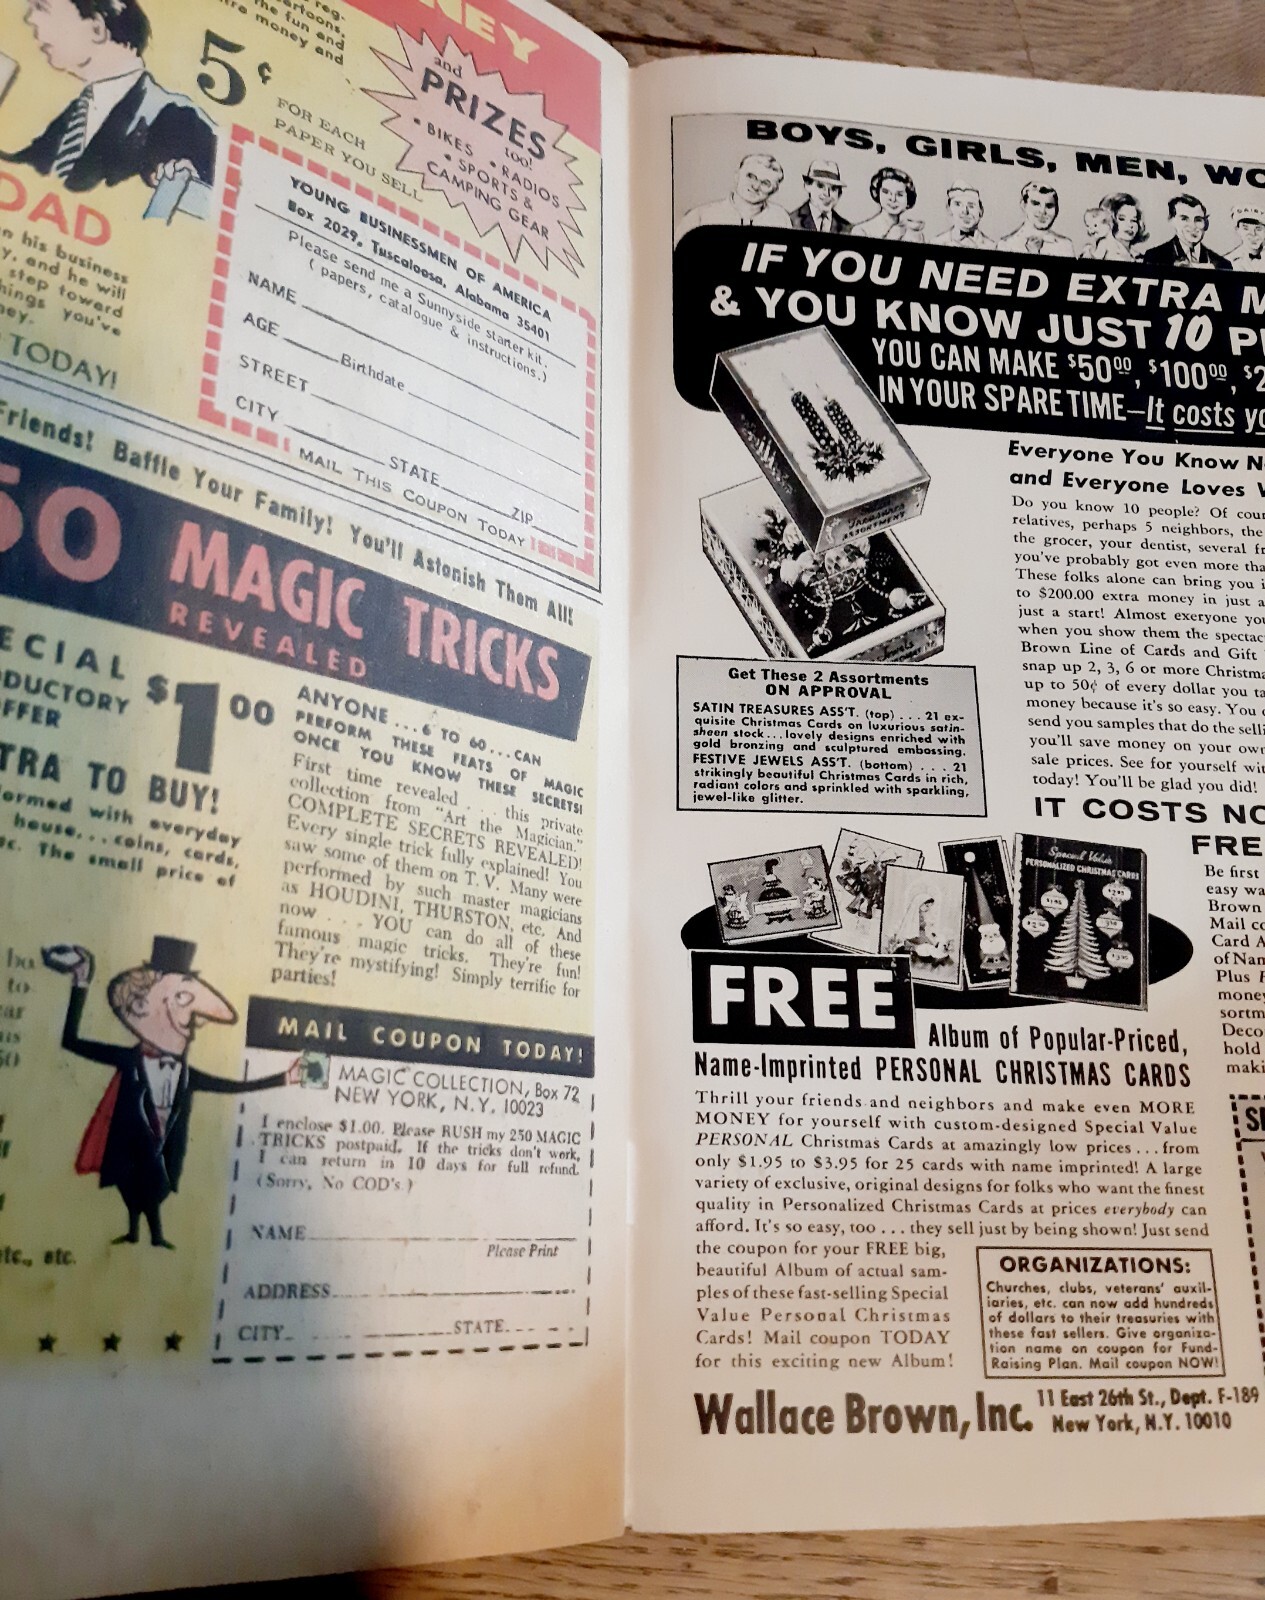 NEY
reg-
artoons,
the fun and
tra money and
5¢
FOR EACH
PAPER YOU SELL
and
PRIZES
too!
• BIKES • RADIOS
• SPORTS &
CAMPING GEAR
DAD
n his business
y, and he will
step toward
hings you've
ney.
TODAY!
YOUNG BUSINESSMEN OF AMERICA
Box 2029, Tuscaloosa, Alabama 35401
Please send me a Sunnyside starter kit.
( papers, catalogue & instructions.)
NAME
AGE Birthdate
STREET
CITY
STATE
ZIP
MAIL THIS COUPON TODAY !
Friends! Baffle Your Family! You'll Astonish Them All!
50 MAGIC TRICKS
REVEALED
ECIAL
ODUCTORY
OFFER
$1.00
TRA TO BUY!
formed with everyday
house,...coins, cards,
tc. The small price of
ANYONE...6 TO 60...CAN
PERFORM THESE FEATS OF MAGIC
ONCE YOU KNOW THESE SECRETS!
First time revealed . . . this private
collection from "Art the Magician."
COMPLETE SECRETS REVEALED!
Every single trick fully explained! You
saw some of them on T. V. Many were
performed by such master magicians
as HOUDINI, THURSTON, etc. And
now . . . YOU can do all of these
famous magic tricks. They're fun!
They're mystifying! Simply terrific for
parties!
to
50
etc., etc.
MAIL COUPON TODAY!
MAGIC COLLECTION, Box 72
NEW YORK, N.Y. 10023
I enclose $1.00. Please RUSH my 250 MAGIC
TRICKS postpaid. If the tricks don't work,
I can return in 10 days for full refund.
(Sorry, No COD's.)
NAME
Please Print
ADDRESS
CITY STATE
BOYS, GIRLS, MEN, WO
IF YOU NEED EXTRA M
& YOU KNOW JUST 10 P
YOU CAN MAKE $50.00, $100.00, $2
IN YOUR SPARE TIME—It costs yo
Treasures
ASSORTMENT
Jewels
Get These 2 Assortments
ON APPROVAL
SATIN TREASURES ASS'T. (top) . . . 21 ex-
quisite Christmas Cards on luxurious satin-
sheen stock...lovely designs enriched with
gold bronzing and sculptured embossing.
FESTIVE JEWELS ASS'T. (bottom) . . . 21
strikingly beautiful Christmas Cards in rich,
radiant colors and sprinkled with sparkling,
jewel-like glitter.
Everyone You Know N
and Everyone Loves
Do you know 10 people? Of cour
relatives, perhaps 5 neighbors, the
the grocer, your dentist, several fr
you've probably got even more tha
These folks alone can bring you i
to $200.00 extra money in just a
just a start! Almost exeryone you
when you show them the spectac
Brown Line of Cards and Gift
snap up 2, 3, 6 or more Christma
up to 50¢ of every dollar you ta
money because it's so easy. You
send you samples that do the selli
you'll save money on your own
sale prices. See for yourself wit
today! You'll be glad you did!
IT COSTS NO
FRE
Be first
easy wa
Brown
Mail co
Card A
of Nam
Plus F
money
sortm
Deco
hold
maki
Special Value
PERSONALIZED CHRISTMAS CARDS
FREE
Album of Popular-Priced,
Name-Imprinted PERSONAL CHRISTMAS CARDS
Thrill your friends and neighbors and make even MORE
MONEY for yourself with custom-designed Special Value
PERSONAL Christmas Cards at amazingly low prices...from
only $1.95 to $3.95 for 25 cards with name imprinted! A large
variety of exclusive, original designs for folks who want the finest
quality in Personalized Christmas Cards at prices everybody can
afford. It's so easy, too . . . they sell just by being shown! Just send
the coupon for your FREE big,
beautiful Album of actual sam-
ples of these fast-selling Special
Value Personal Christmas
Cards! Mail coupon TODAY
for this exciting new Album!
ORGANIZATIONS:
Churches, clubs, veterans' auxil-
iaries, etc. can now add hundreds
of dollars to their treasuries with
these fast sellers. Give organiza-
tion name on coupon for Fund-
Raising Plan. Mail coupon NOW!
Wallace Brown, Inc. 11 East 26th St., Dept. F-189
New York, N.Y. 10010